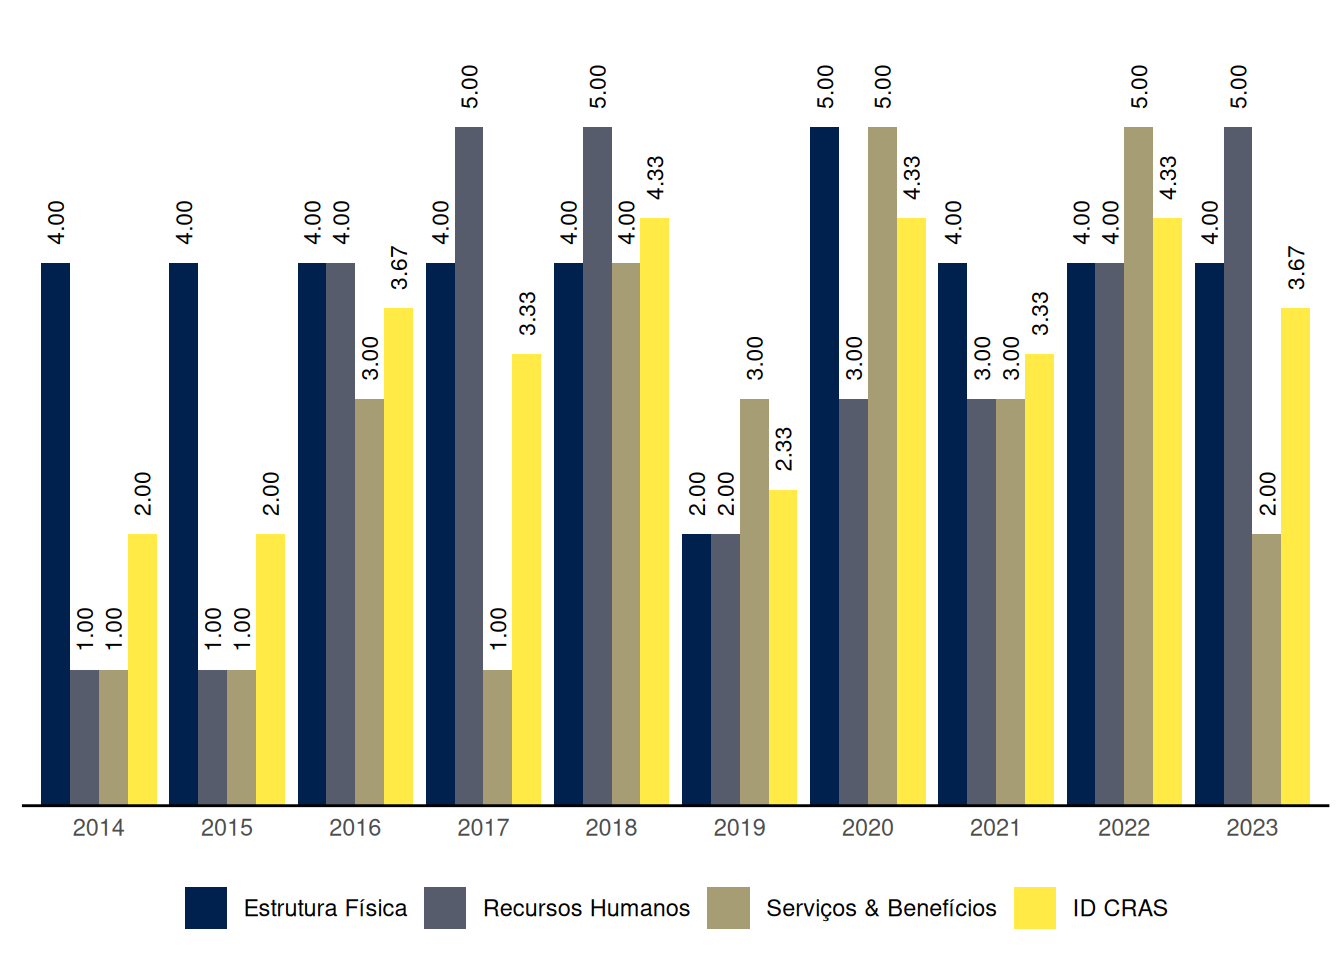 4.00 1.00 1.00 2.00
4.00 1.00 1.00 2.00
4.00 4.00 3.00 3.67
4.00 5.00 1.00 3.33
4.00 5.00 4.00 4.33
2.00 2.00 3.00 2.33
5.00 3.00 5.00 4.33
4.00 3.00 3.00 3.33
4.00 4.00 5.00 4.33
4.00 5.00 2.00 3.67
2014 2015 2016 2017 2018 2019 2020 2021 2022 2023
Estrutura Física Recursos Humanos Serviços & Benefícios ID CRAS